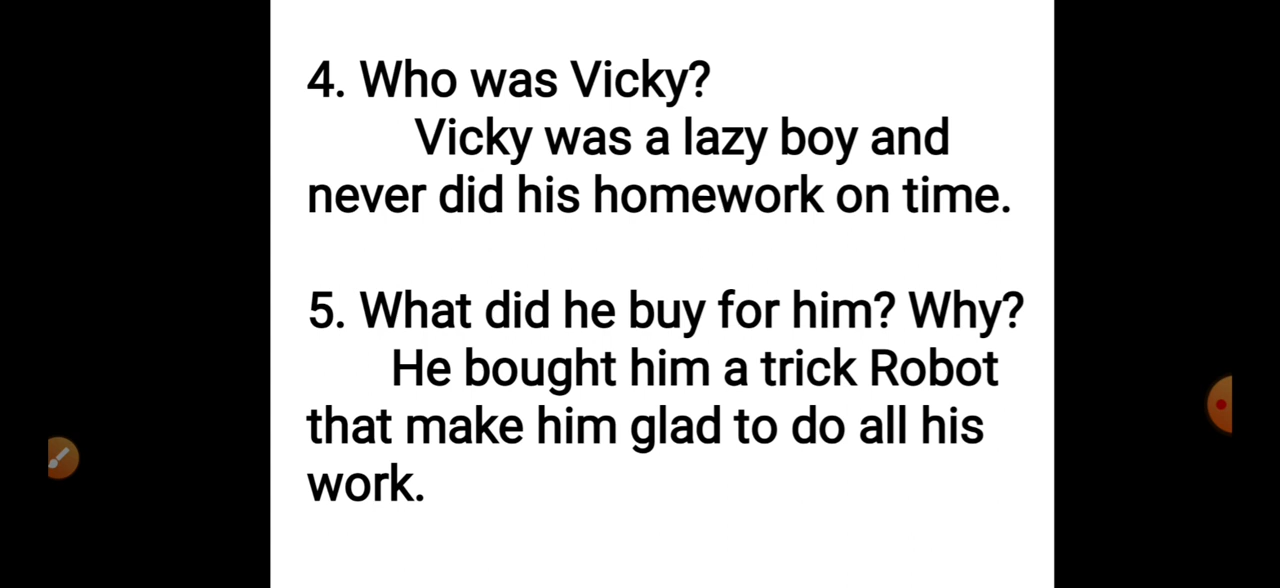 4. Who was Vicky?
Vicky was a lazy boy and
never did his homework on time.
5. What did he buy for him? Why?
He bought him a trick Robot
that make him glad to do all his
work.